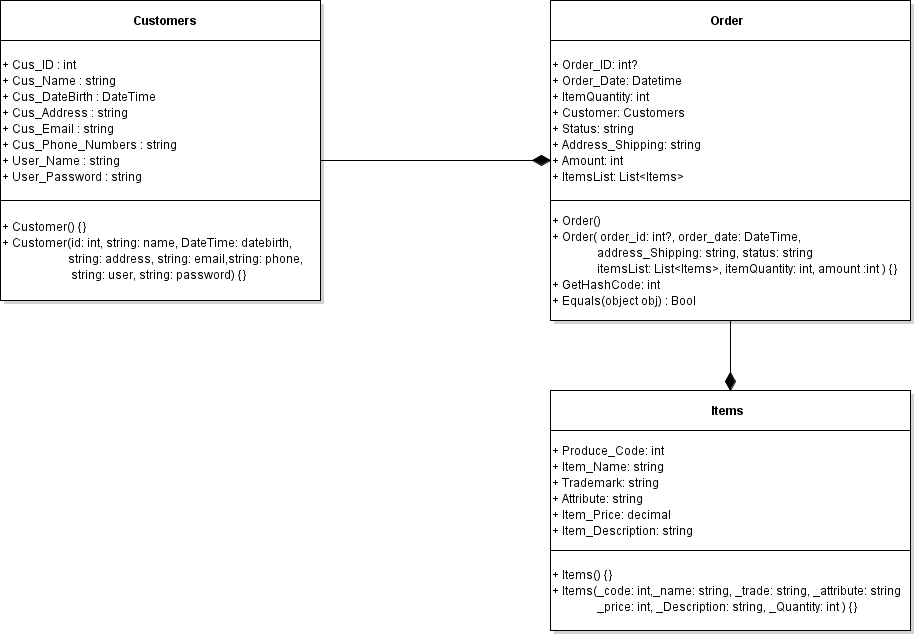 Customers
+ Cus_ID : int
+ Cus_Name : string
+ Cus_DateBirth : DateTime
+ Cus_Address : string
+ Cus_Email : string
+ Cus_Phone_Numbers : string
+ User_Name : string
+ User_Password : string
+ Customer() {}
+ Customer(id: int, string: name, DateTime: datebirth,
string: address, string: email,string: phone,
string: user, string: password) {}
Order
+ Order_ID: int?
+ Order_Date: Datetime
+ ItemQuantity: int
+ Customer: Customers
+ Status: string
+ Address_Shipping: string
+ Amount: int
+ ItemsList: List<Items>
+ Order()
+ Order( order_id: int?, order_date: DateTime,
address_Shipping: string, status: string
itemsList: List<Items>, itemQuantity: int, amount :int ) {}
+ GetHashCode: int
+ Equals(object obj) : Bool
Items
+ Produce_Code: int
+ Item_Name: string
+ Trademark: string
+ Attribute: string
+ Item_Price: decimal
+ Item_Description: string
+ Items() {}
+ Items(_code: int,_name: string, _trade: string, _attribute: string
_price: int, _Description: string, _Quantity: int ) {}